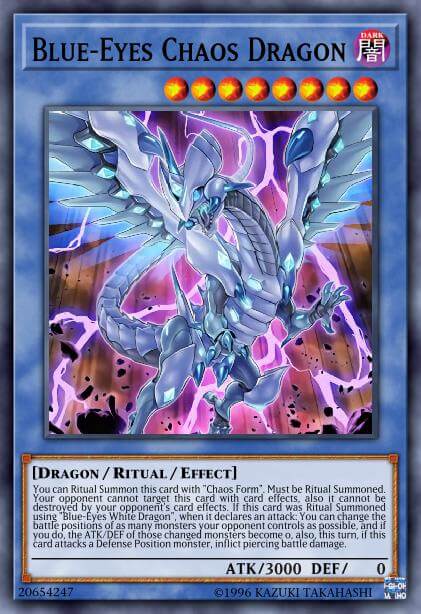 BLUE-EYES CHAOS DRAGON
DARK
闇
[DRAGON / RITUAL / EFFECT]
You can Ritual Summon this card with "Chaos Form". Must be Ritual Summoned.
Your opponent cannot target this card with card effects, also it cannot be
destroyed by your opponent's card effects. If this card was Ritual Summoned
using "Blue-Eyes White Dragon", when it declares an attack: You can change the
battle positions of as many monsters your opponent controls as possible, and if
you do, the ATK/DEF of those changed monsters become 0, also, this turn, if this
card attacks a Defense Position monster, inflict piercing battle damage.
ATK/3000 DEF/ 0
20654247
©1996 KAZUKI TAKAHASHI